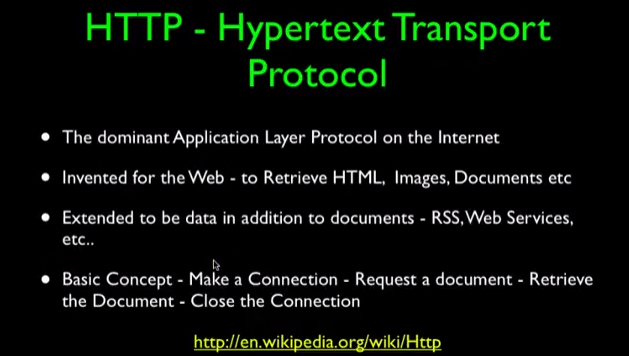 HTTP - Hypertext Transport
Protocol
• The dominant Application Layer Protocol on the Internet
• Invented for the Web - to Retrieve HTML, Images, Documents etc
• Extended to be data in addition to documents - RSS, Web Services,
etc..
• Basic Concept - Make a Connection - Request a document - Retrieve
the Document - Close the Connection
http://en.wikipedia.org/wiki/Http